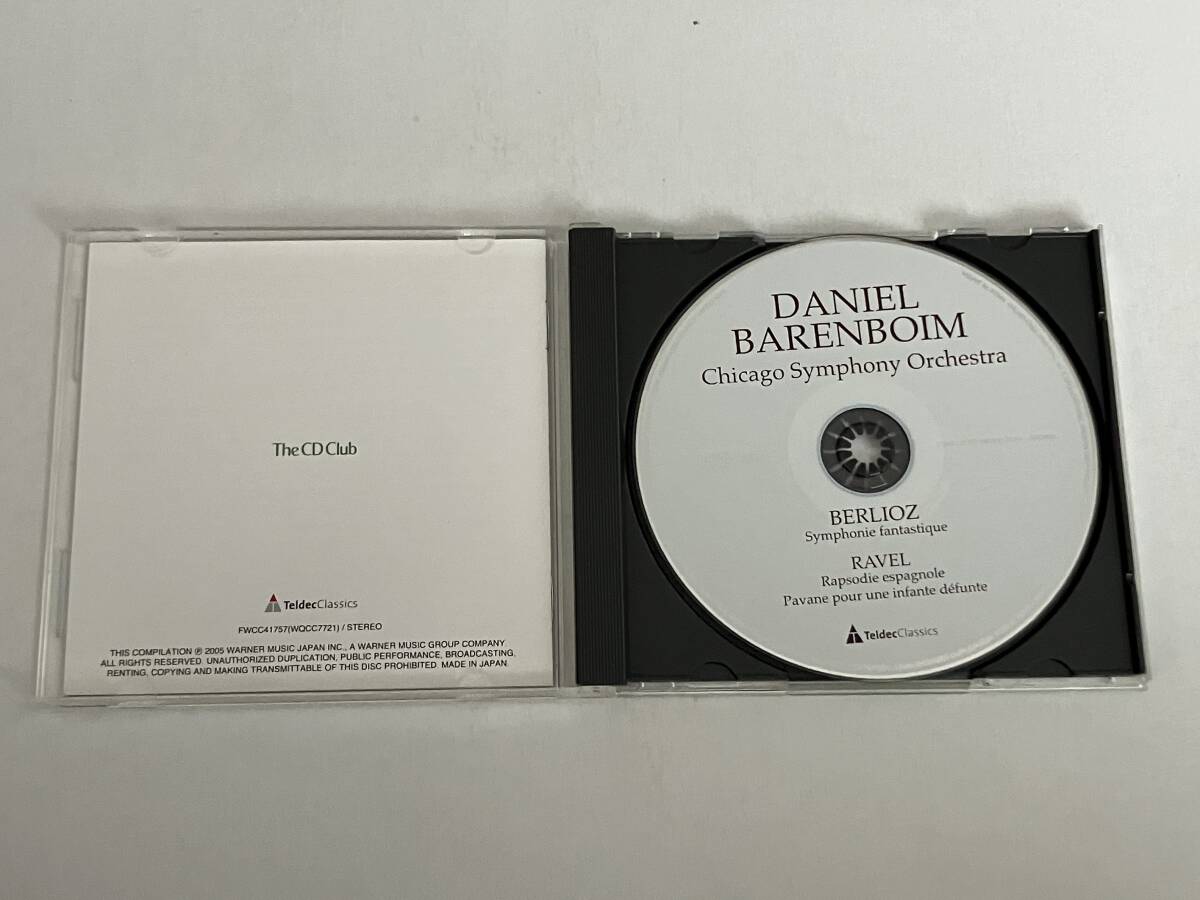 The CD Club
TeldecClassics
FWCC41757(WQCC7721) / STEREO
THIS COMPILATION ℗ 2005 WARNER MUSIC JAPAN INC., A WARNER MUSIC GROUP COMPANY.
ALL RIGHTS RESERVED. UNAUTHORIZED DUPLICATION, PUBLIC PERFORMANCE, BROADCASTING,
RENTING, COPYING AND MAKING TRANSMITTABLE OF THIS DISC PROHIBITED. MADE IN JAPAN.
DANIEL
BARENBOIM
Chicago Symphony Orchestra
BERLIOZ
Symphonie fantastique
RAVEL
Rapsodie espagnole
Pavane pour une infante défunte
TeldecClassics